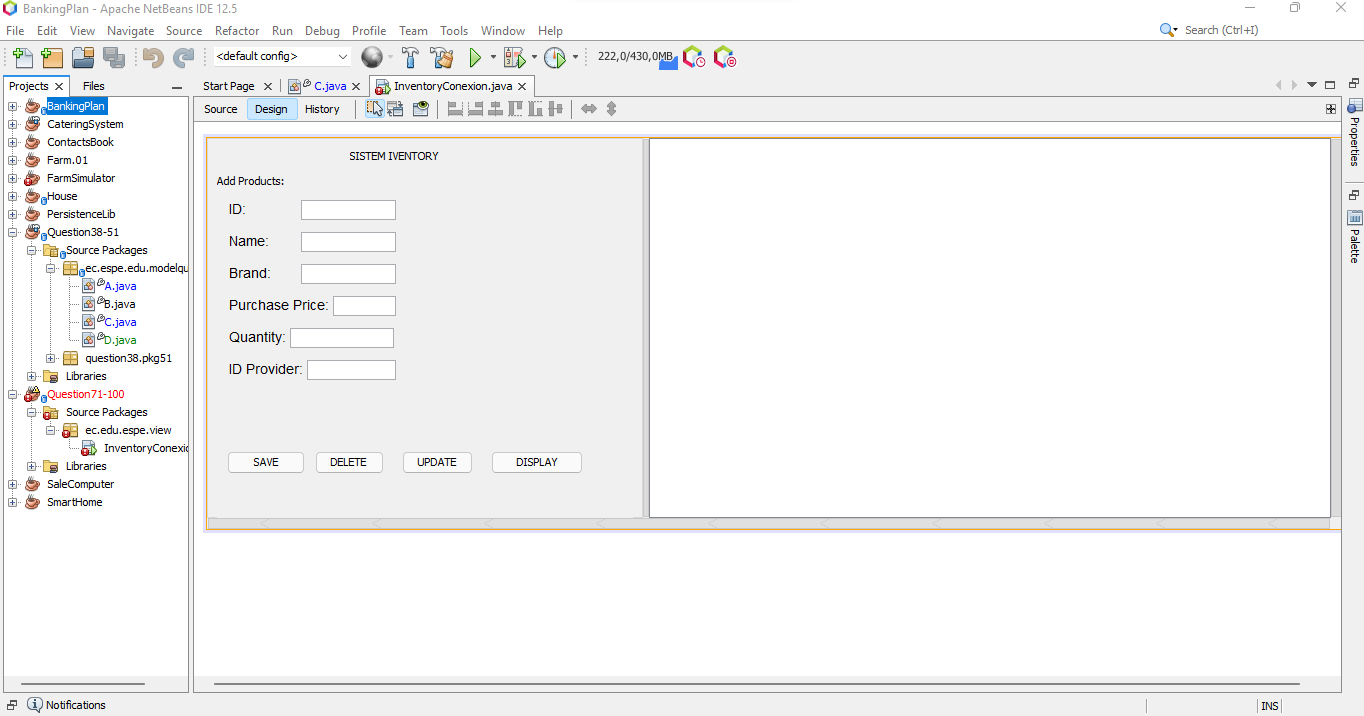 BankingPlan - Apache NetBeans IDE 12.5
File Edit View Navigate Source Refactor Run Debug Profile Team Tools Window Help
Search (Ctrl+I)
<default config>
222,0/430,0MB
Projects Files
Start Page C.java InventoryConexion.java
Source Design History
BankingPlan
CateringSystem
ContactsBook
Farm.01
FarmSimulator
House
PersistenceLib
Question38-51
Source Packages
ec.espe.edu.modelqu
A.java
B.java
C.java
D.java
question38.pkg51
Libraries
Question71-100
Source Packages
ec.edu.espe.view
InventoryConexio
Libraries
SaleComputer
SmartHome
SISTEM IVENTORY
Add Products:
ID:
Name:
Brand:
Purchase Price:
Quantity:
ID Provider:
SAVE DELETE UPDATE DISPLAY
Properties
Palette
Notifications
INS